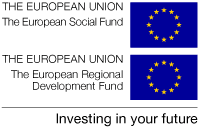 THE EUROPEAN UNION
The European Social Fund
THE EUROPEAN UNION
The European Regional
Development Fund
Investing in your future